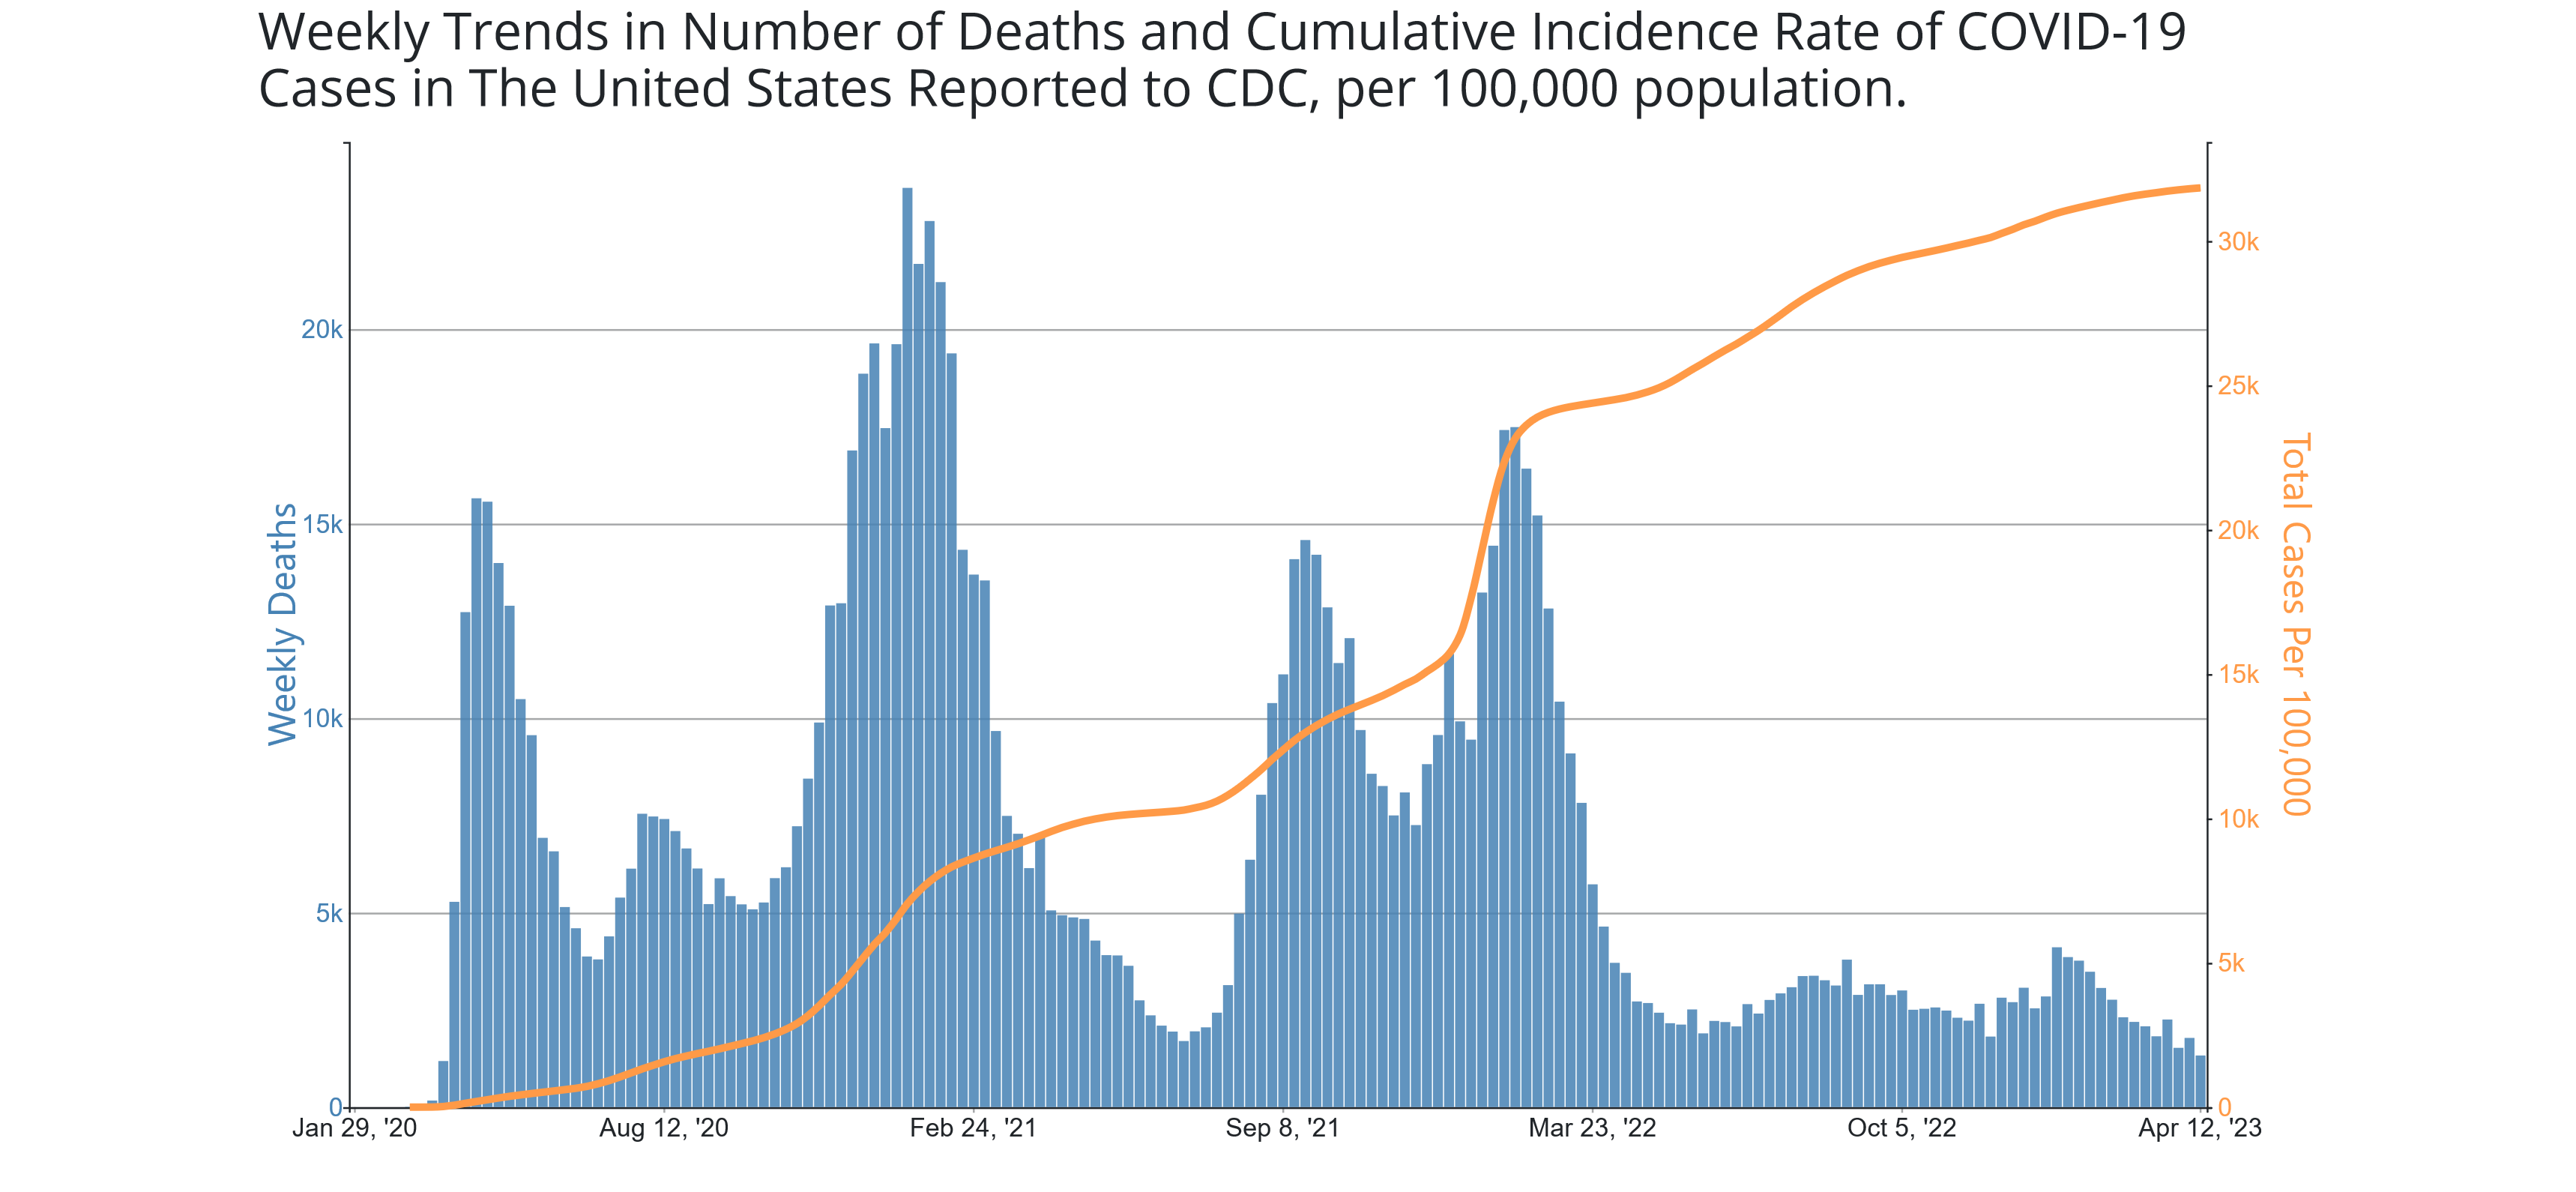 Weekly Trends in Number of Deaths and Cumulative Incidence Rate of COVID-19
Cases in The United States Reported to CDC, per 100,000 population.
Weekly Deaths
20k
15k
10k
5k
0
30k
25k
20k
15k
10k
5k
0
Total Cases Per 100,000
Jan 29, '20
Aug 12, '20
Feb 24, '21
Sep 8, '21
Mar 23, '22
Oct 5, '22
Apr 12, '23